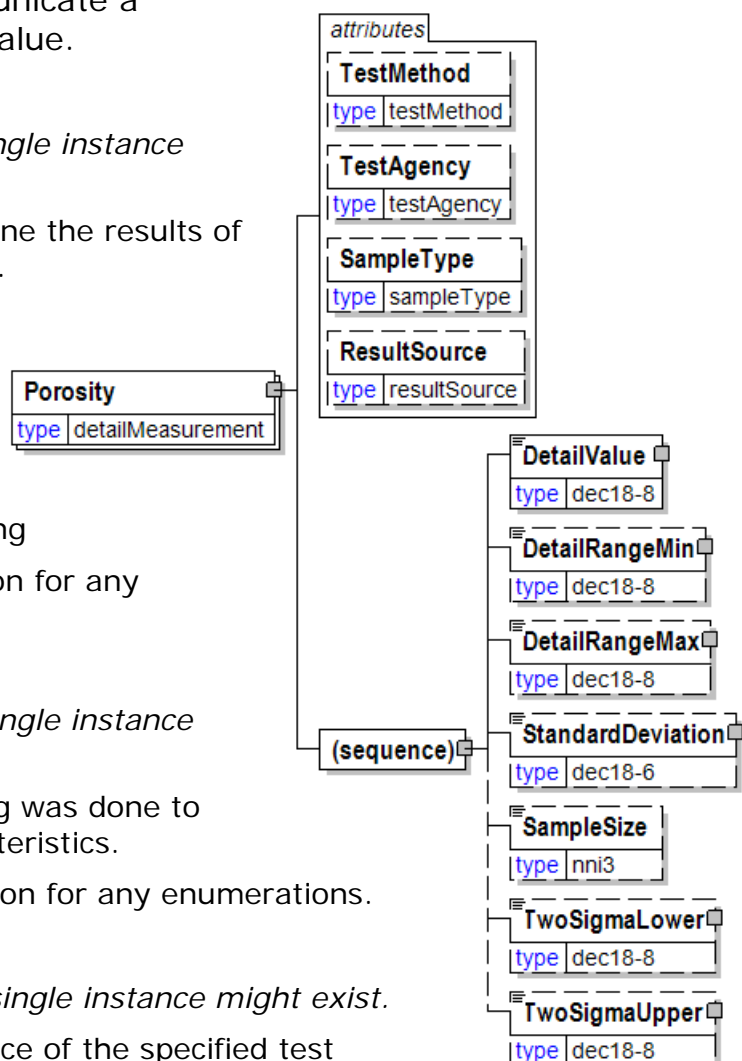 unicate a
alue.
ngle instance
ne the results of
.
ng
on for any
ngle instance
g was done to
teristics.
on for any enumerations.
single instance might exist.
ce of the specified test
attributes
TestMethod
type testMethod
TestAgency
type testAgency
SampleType
type sampleType
ResultSource
type resultSource
Porosity
type detailMeasurement
(sequence)
DetailValue
type dec18-8
DetailRangeMin
type dec18-8
DetailRangeMax
type dec18-8
StandardDeviation
type dec18-6
SampleSize
type nni3
TwoSigmaLower
type dec18-8
TwoSigmaUpper
type dec18-8